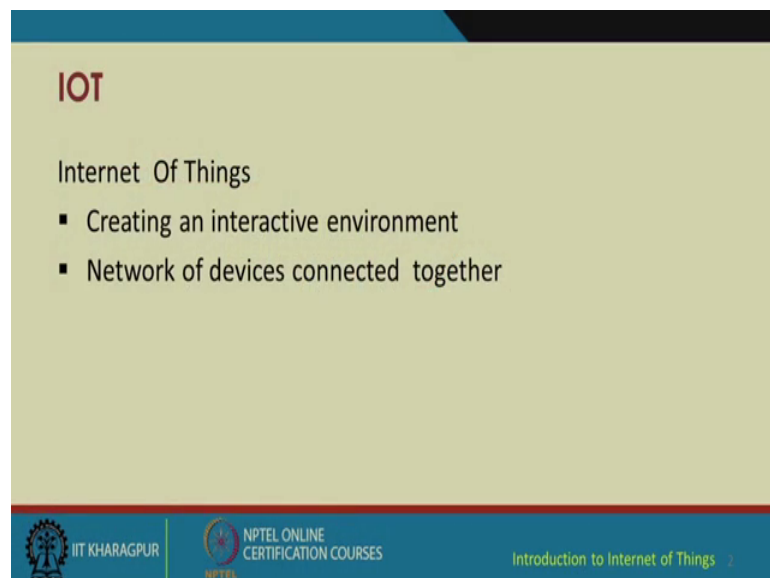 IOT
Internet Of Things
▪ Creating an interactive environment
▪ Network of devices connected together
IIT KHARAGPUR
NPTEL
NPTEL ONLINE
CERTIFICATION COURSES
Introduction to Internet of Things 2